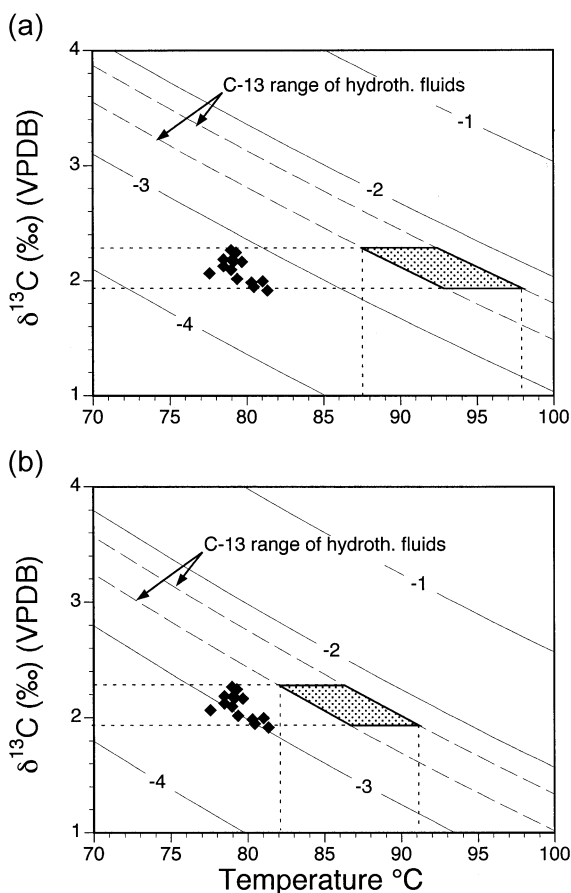 (a)
4
C-13 range of hydroth. fluids
-1
3
-3
-2
δ¹³C (‰) (VPDB)
2
-4
1
70 75 80 85 90 95 100
(b)
4
C-13 range of hydroth. fluids
-1
3
-2
δ¹³C (‰) (VPDB)
2
-4
-3
1
70 75 80 85 90 95 100
Temperature °C